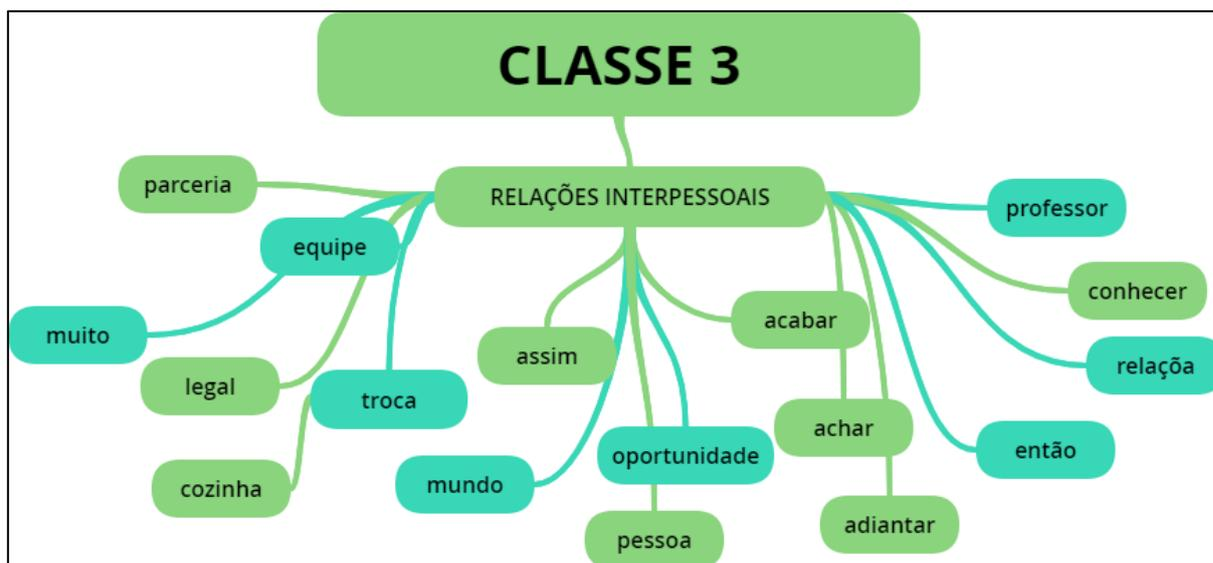 CLASSE 3
RELAÇÕES INTERPESSOAIS
parceria
equipe
muito
legal
troca
cozinha
assim
acabar
mundo
oportunidade
pessoa
achar
adiantar
professor
conhecer
relaçõa
então